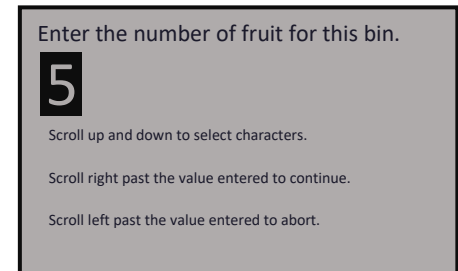 Enter the number of fruit for this bin.
5
Scroll up and down to select characters.
Scroll right past the value entered to continue.
Scroll left past the value entered to abort.